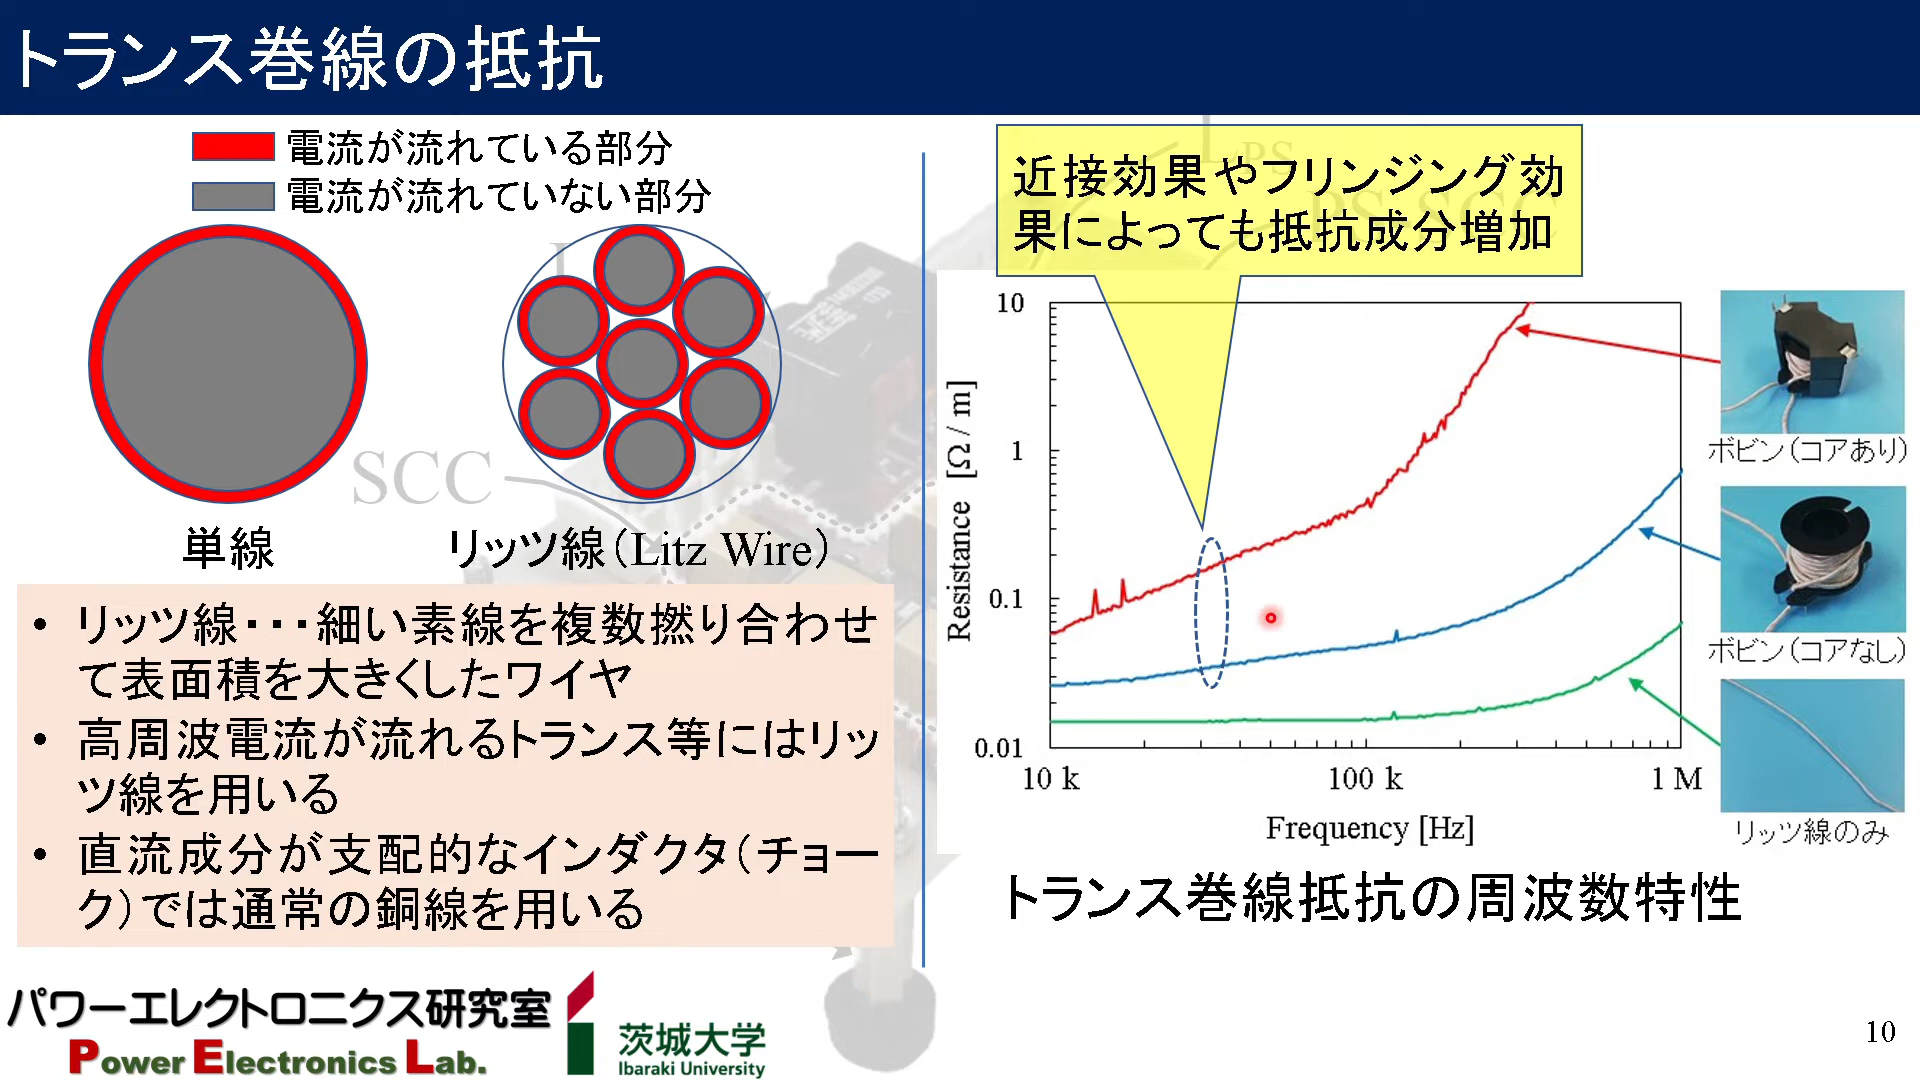 トランス巻線の抵抗
電流が流れている部分
電流が流れていない部分
単線
リッツ線（Litz Wire）
SCC
• リッツ線・・・細い素線を複数撚り合わせ
て表面積を大きくしたワイヤ
• 高周波電流が流れるトランス等にはリッ
ツ線を用いる
• 直流成分が支配的なインダクタ（チョー
ク）では通常の銅線を用いる
近接効果やフリンジング効
果によっても抵抗成分増加
Resistance [Ω / m]
10
1
0.1
0.01
10 k
100 k
1 M
Frequency [Hz]
ボビン（コアあり）
ボビン（コアなし）
リッツ線のみ
トランス巻線抵抗の周波数特性
パワーエレクトロニクス研究室
Power Electronics Lab.
茨城大学
Ibaraki University
10